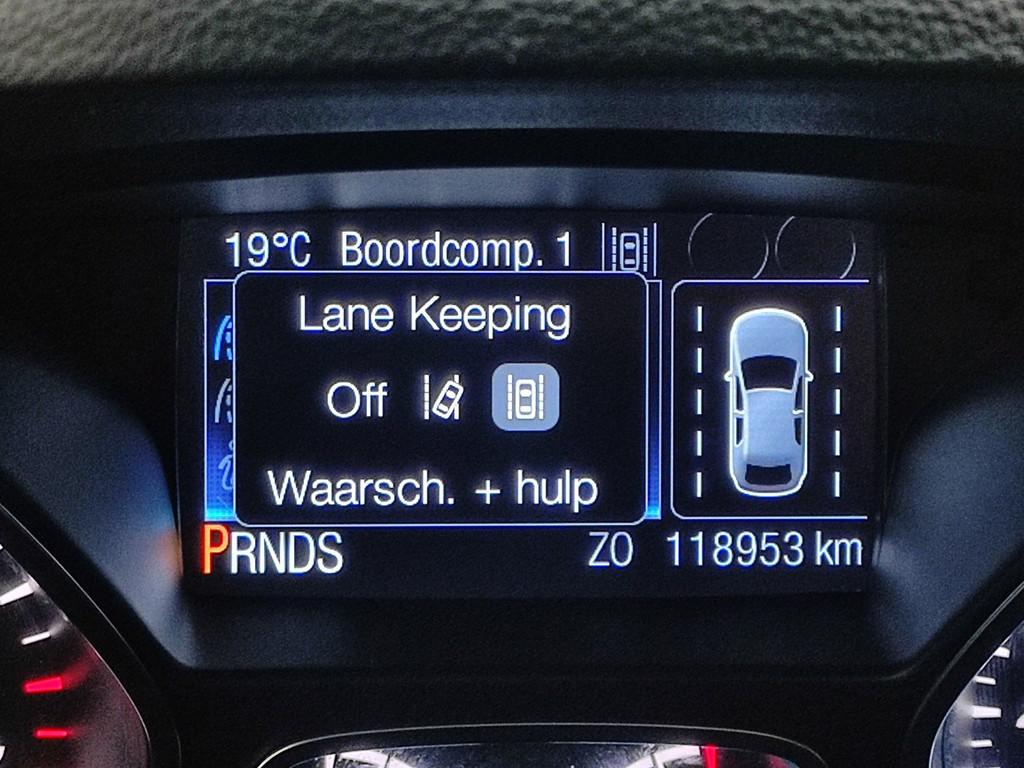 19°C Boordcomp. 1
Lane Keeping
Off
Waarsch. + hulp
PRNDS ZO 118953 km